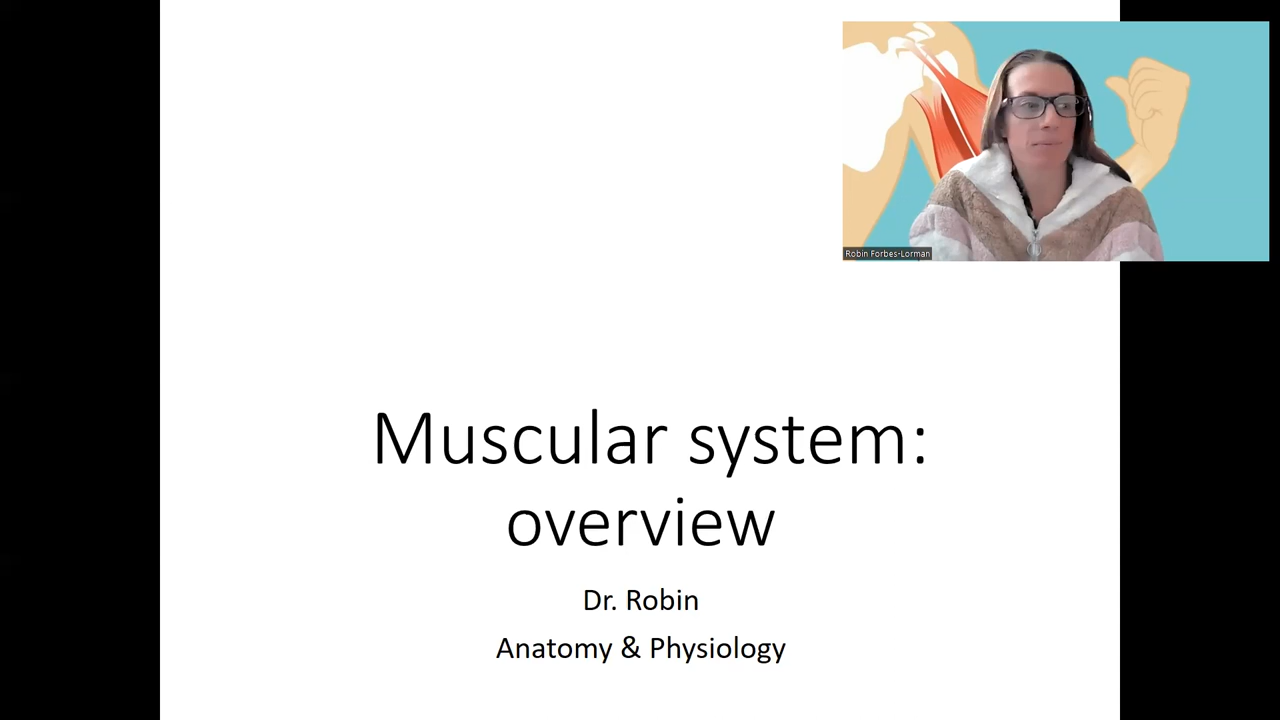 Robin Forbes-Lorman
Muscular system:
overview
Dr. Robin
Anatomy & Physiology